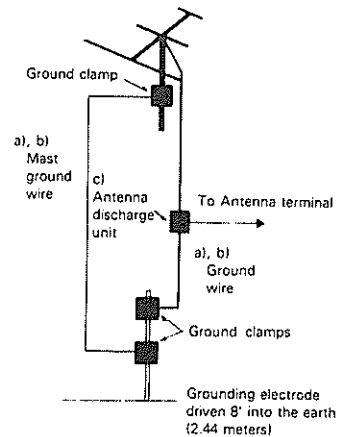 Ground clamp
a), b)
Mast
ground
wire
c)
Antenna
discharge
unit
To Antenna terminal
a), b)
Ground
wire
Ground clamps
Grounding electrode
driven 8' into the earth
(2.44 meters)